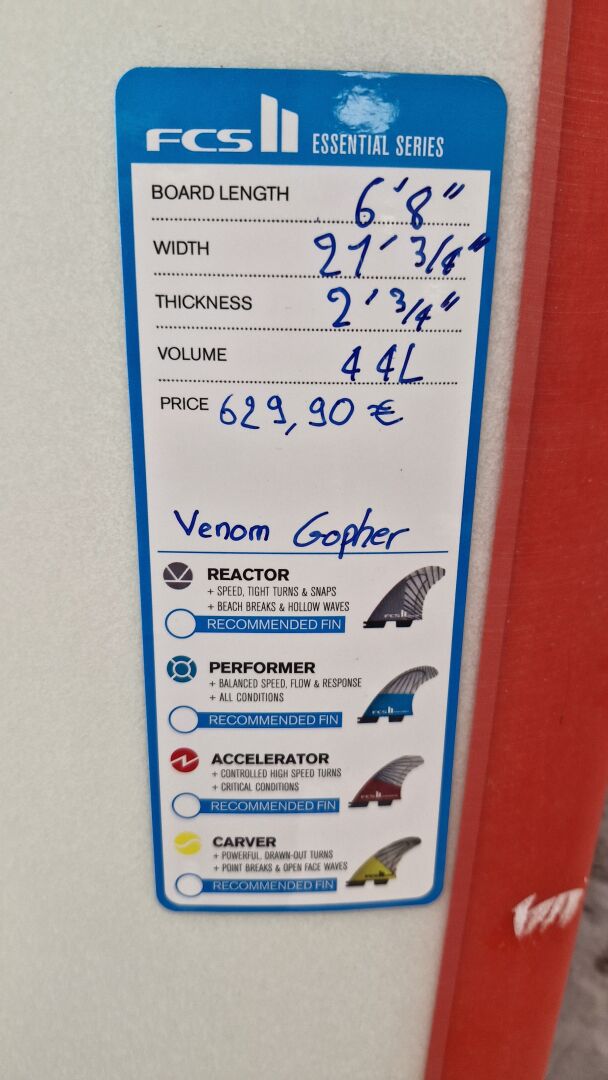 FCS II ESSENTIAL SERIES
BOARD LENGTH 6'8"
WIDTH 21' 3/4"
THICKNESS 2' 3/4"
VOLUME 44L
PRICE 629,90 €
Venom Gopher
REACTOR
+ SPEED, TIGHT TURNS & SNAPS
+ BEACH BREAKS & HOLLOW WAVES
RECOMMENDED FIN
PERFORMER
+ BALANCED SPEED, FLOW & RESPONSE
+ ALL CONDITIONS
RECOMMENDED FIN
ACCELERATOR
+ CONTROLLED HIGH SPEED TURNS
+ CRITICAL CONDITIONS
RECOMMENDED FIN
CARVER
+ POWERFUL, DRAWN-OUT TURNS
+ POINT BREAKS & OPEN FACE WAVES
RECOMMENDED FIN